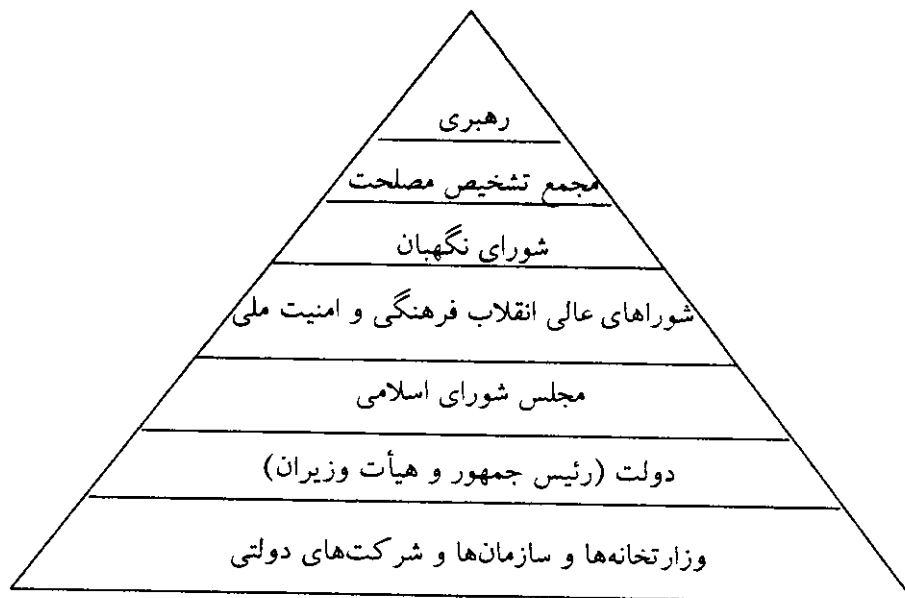 رهبری
مجمع تشخیص مصلحت
شورای نگهبان
شوراهای عالی انقلاب فرهنگی و امنیت ملی
مجلس شورای اسلامی
دولت (رئیس جمهور و هیأت وزیران)
وزارتخانه‌ها و سازمان‌ها و شرکت‌های دولتی